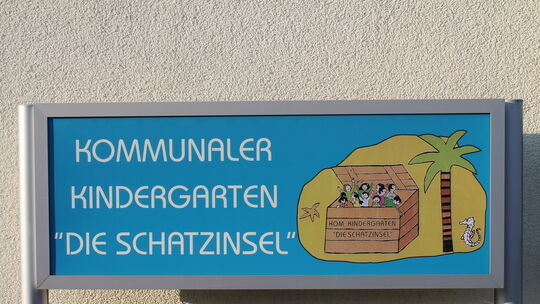 KOMMUNALER
KINDERGARTEN
"DIE SCHATZINSEL"
KOM. KINDERGARTEN
"DIE SCHATZINSEL"